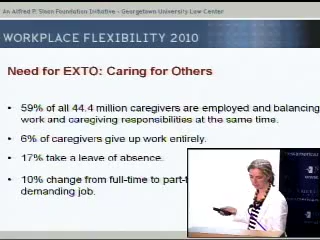 An Alfred P. Sloan Foundation Initiative - Georgetown University Law Center
WORKPLACE FLEXIBILITY 2010
Need for EXTO: Caring for Others
• 59% of all 44.4 million caregivers are employed and balancing
work and caregiving responsibilities at the same time.
• 6% of caregivers give up work entirely.
• 17% take a leave of absence.
• 10% change from full-time to part-t
demanding job.